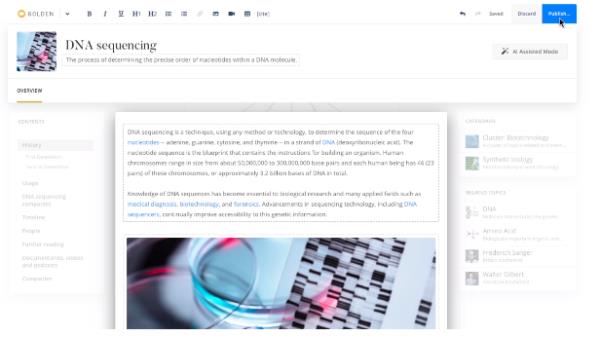 GOLDEN
B I U H1 H2 [cite]
Saved
Discard
Publish...
DNA sequencing
The process of determining the precise order of nucleotides within a DNA molecule.
AI Assisted Mode
OVERVIEW
CONTENTS
History
Usage
DNA sequencing
companies
Timeline
People
Further reading
Documentaries, videos
and podcasts
Companies
DNA sequencing is a technique, using any method or technology, to determine the sequence of the four
nucleotides -- adenine, guanine, cytosine, and thymine -- in a strand of DNA (deoxyribonucleic acid). The
nucleotide sequence is the blueprint that contains the instructions for building an organism. Human
chromosomes range in size from about 50,000,000 to 300,000,000 base pairs and each human being has 46 (23
pairs) of these chromosomes, or approximately 3.2 billion bases of DNA in total.
Knowledge of DNA sequences has become essential to biological research and many applied fields such as
medical diagnosis, biotechnology, and forensics. Advancements in sequencing technology, including DNA
sequencers, continually improve accessibility to this genetic information.
CATEGORIES
Cluster: Biotechnology
Synthetic biology
RELATED TOPICS
DNA
Amino Acid
Frederick Sanger
Walter Gilbert